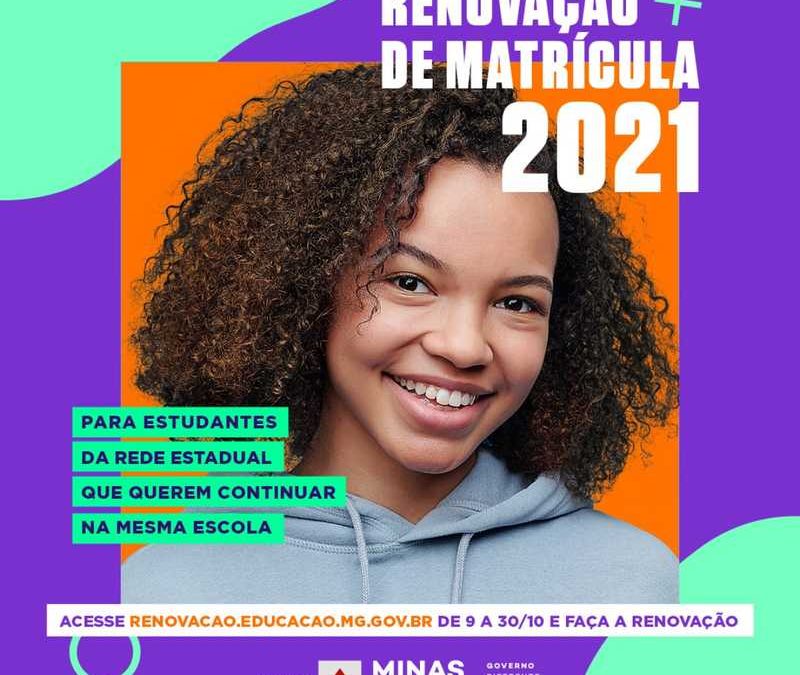 RENOVAÇÃO
DE MATRÍCULA
2021
PARA ESTUDANTES
DA REDE ESTADUAL
QUE QUEREM CONTINUAR
NA MESMA ESCOLA
ACESSE RENOVACAO.EDUCACAO.MG.GOV.BR DE 9 A 30/10 E FAÇA A RENOVAÇÃO
MINAS
GOVERNO